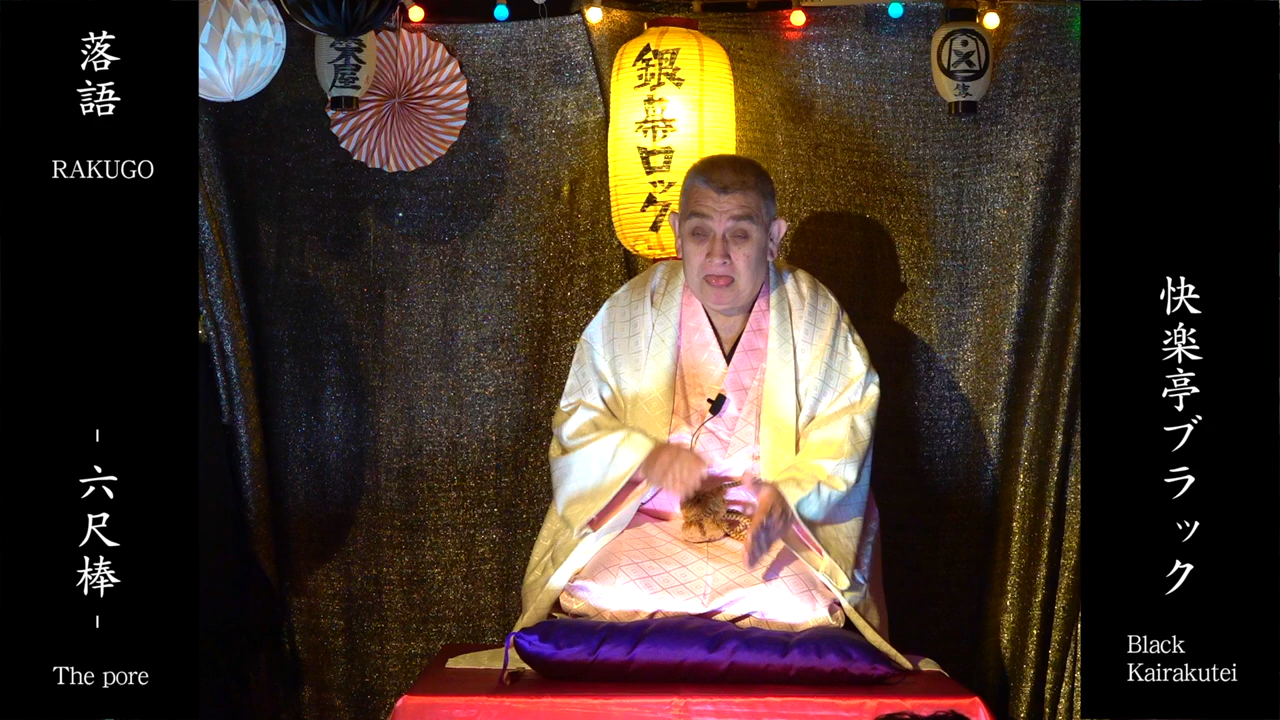 落語
RAKUGO
- 六尺棒 -
The pore
銀幕ロック
快楽亭ブラック
Black
Kairakutei